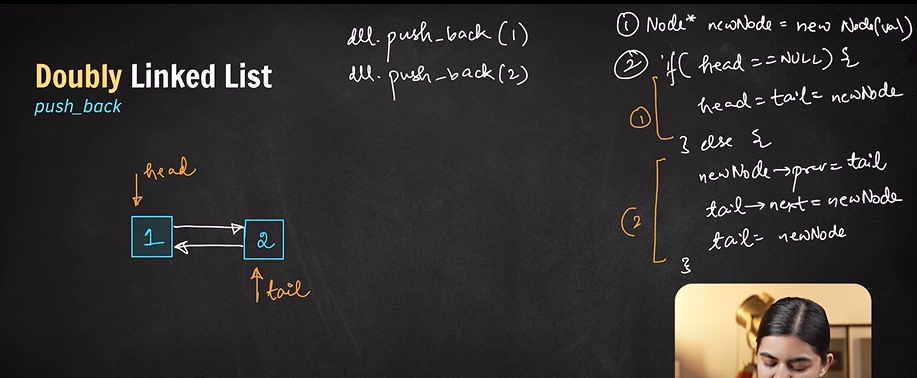 Doubly Linked List
push_back
dll.push_back(1)
dll.push_back(2)
head
1
2
tail
① Node* newNode = new Node(val)
② if(head==NULL){
① head = tail = newNode
} else {
newNode→prev = tail
(2 tail→next = newNode
tail = newNode
}